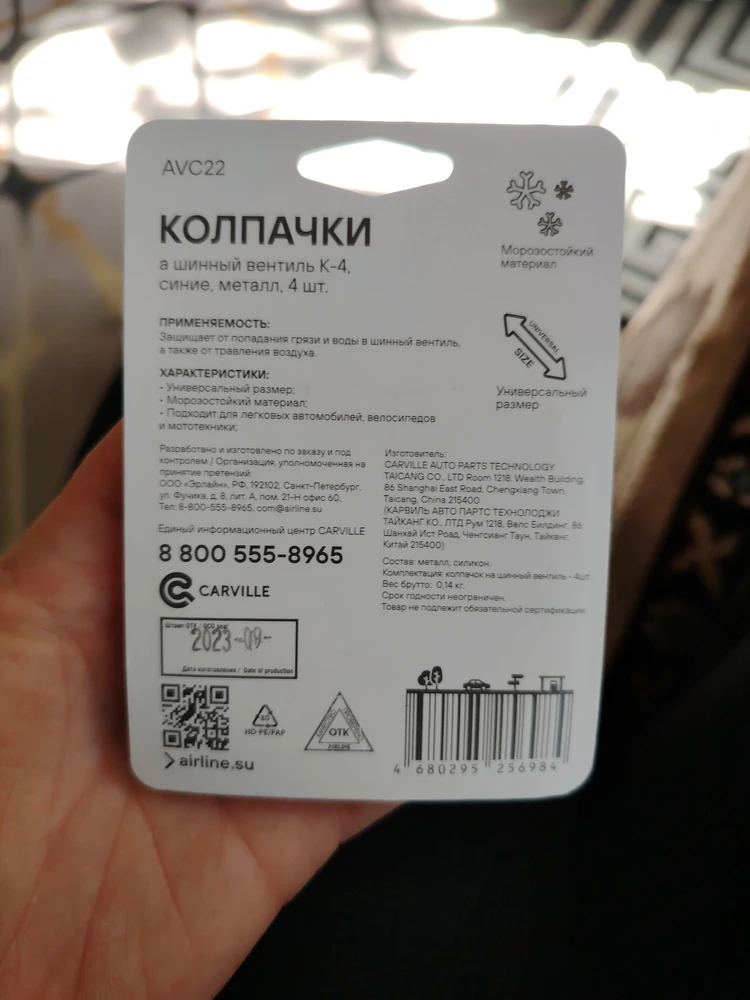 AVC22
КОЛПАЧКИ
а шинный вентиль К-4,
синие, металл, 4 шт.
Морозостойкий
материал
ПРИМЕНЯЕМОСТЬ:
Защищает от попадания грязи и воды в шинный вентиль,
а также от травления воздуха.
UNIVERSAL
SIZE
Универсальный
размер
ХАРАКТЕРИСТИКИ:
• Универсальный размер;
• Морозостойкий материал;
• Подходит для легковых автомобилей, велосипедов
и мототехники;
Разработано и изготовлено по заказу и под
контролем / Организация, уполномоченная на
принятие претензий:
ООО «Эрлайн», РФ, 192102, Санкт-Петербург,
ул. Фучика, д. 8, лит. А, пом. 21-Н офис 60,
Тел: 8-800-555-8965, com@airline.su
Единый информационный центр CARVILLE
8 800 555-8965
CARVILLE
Изготовитель:
CARVILLE AUTO PARTS TECHNOLOGY
TAICANG CO., LTD Room 1218, Wealth Building,
86 Shanghai East Road, Chengxiang Town,
Taicang, China 215400
(КАРВИЛЬ АВТО ПАРТС ТЕХНОЛОДЖИ
ТАЙКАНГ КО., ЛТД Рум 1218, Велс Билдинг, 86
Шанхай Ист Роад, Ченгсианг Таун, Тайканг,
Китай 215400)
Состав: металл, силикон.
Комплектация: колпачок на шинный вентиль - 4шт.
Вес брутто: 0,14 кг.
Срок годности неограничен.
Товар не подлежит обязательной сертификации.
Штамп ОТК / QCD seal
2023-09-
Дата изготовления / Date of production
80
HD-PE/PAP
ОТК
AIRLINE
airline.su
4 680295 256984